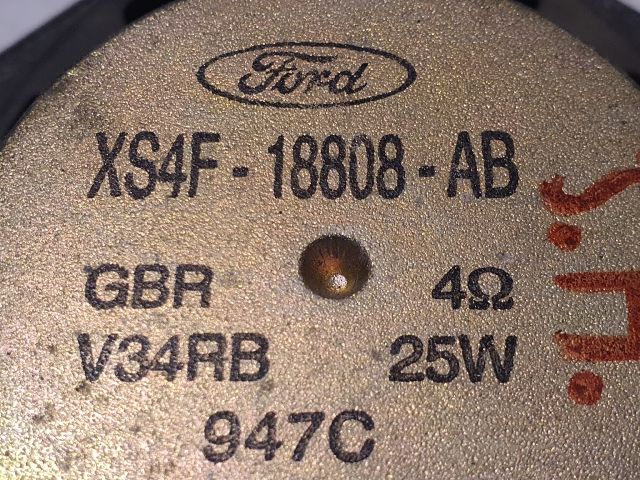 Ford
XS4F-18808-AB
GBR 4Ω
V34RB 25W
947C